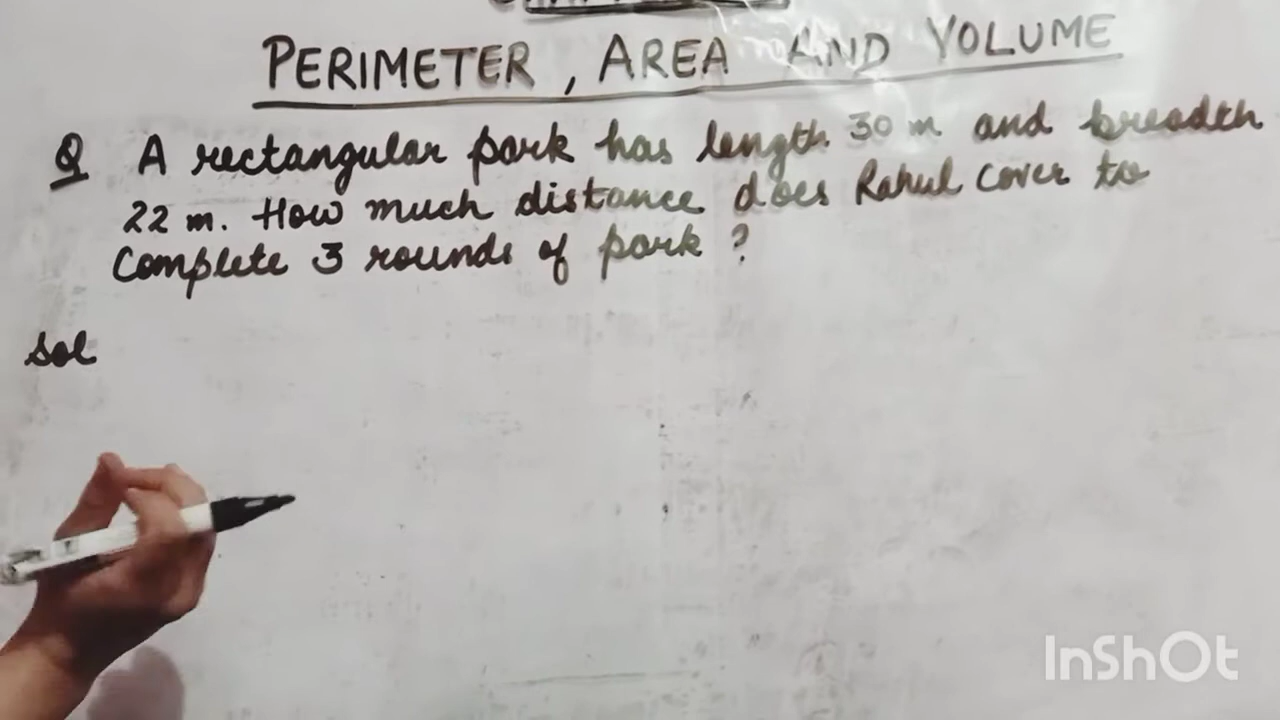 PERIMETER, AREA AND VOLUME
Q A rectangular park has length 30 m and breadth
22 m. How much distance does Rahul cover to
Complete 3 rounds of park ?
Sol
InShOt